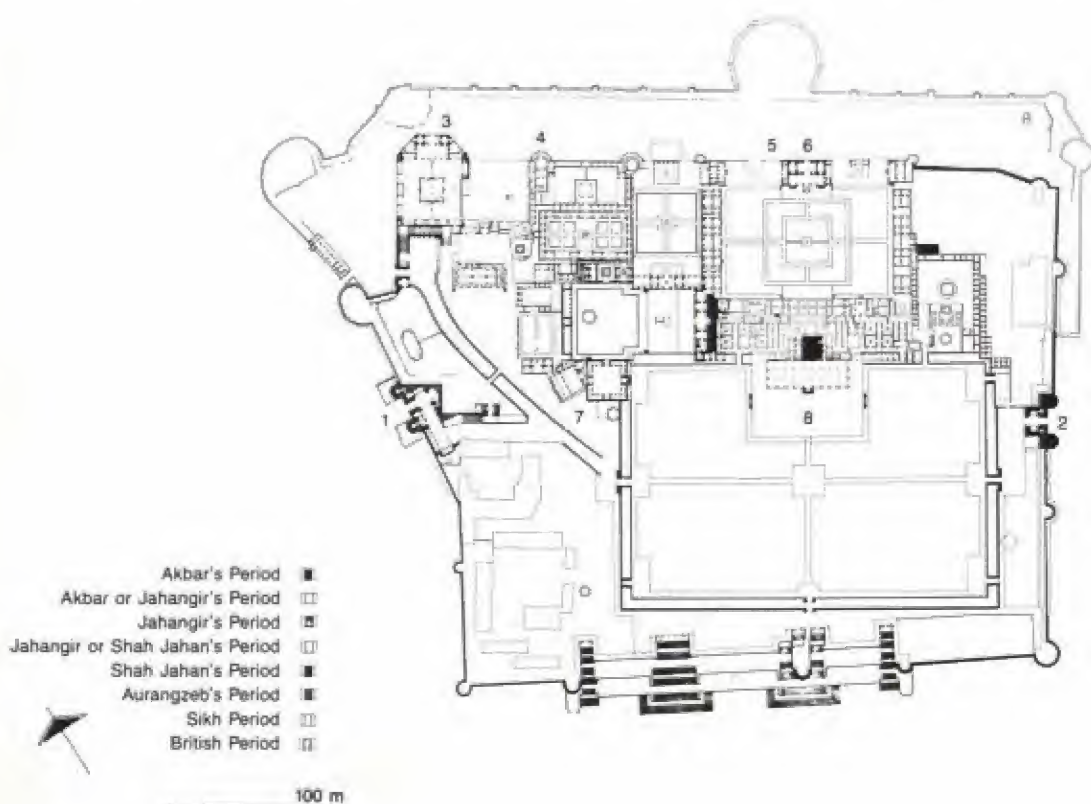 3
4
5 6
1
7
8
2
Akbar's Period
Akbar or Jahangir's Period
Jahangir's Period
Jahangir or Shah Jahan's Period
Shah Jahan's Period
Aurangzeb's Period
Sikh Period
British Period
100 m